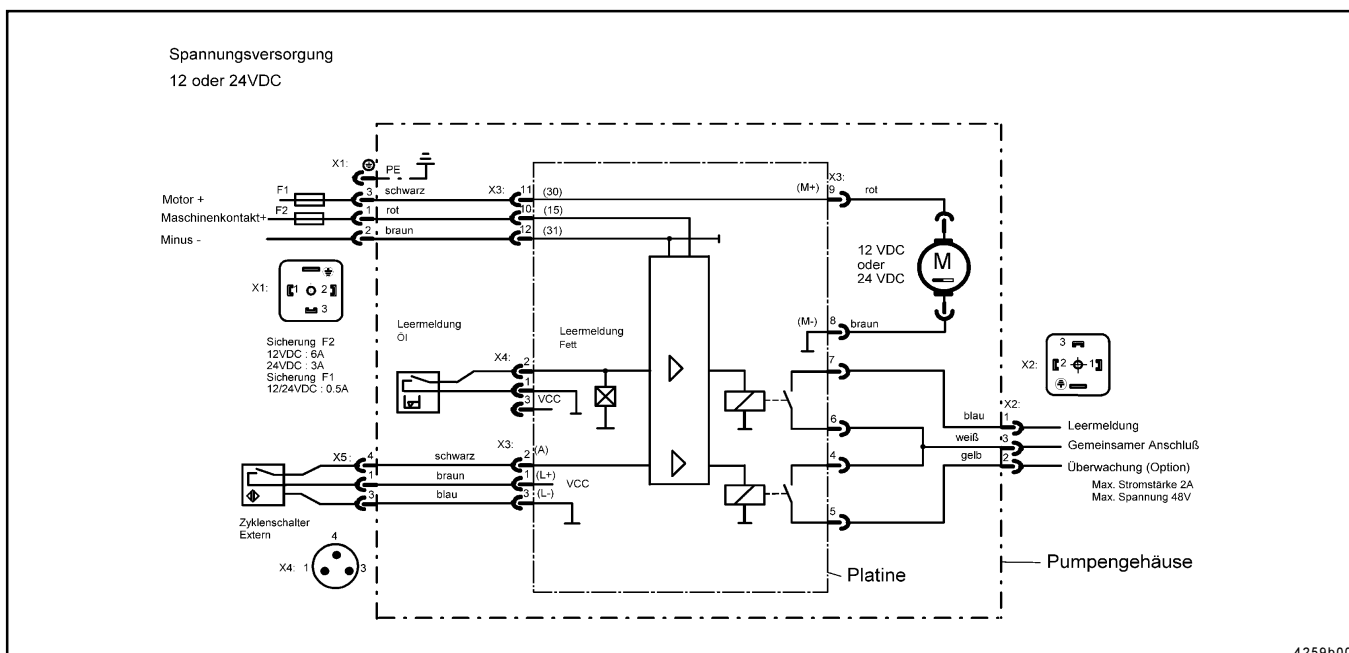 Spannungsversorgung
12 oder 24VDC
X1:
PE
Motor +
F1
3
schwarz
X3:
11
(30)
(M+)
X3:
9
rot
Maschinenkontakt+
F2
1
rot
10
(15)
Minus -
2
braun
12
(31)
12 VDC
oder
24 VDC
M
X1:
1
2
3
Sicherung F2
12VDC : 6A
24VDC : 3A
Sicherung F1
12/24VDC : 0.5A
Leermeldung
Öl
Leermeldung
Fett
X4:
2
1
3
VCC
(M-)
8
braun
7
6
4
5
3
X2:
2
1
X2:
blau
1
Leermeldung
weiß
3
Gemeinsamer Anschluß
gelb
2
Überwachung (Option)
Max. Stromstärke 2A
Max. Spannung 48V
X5:
4
schwarz
X3:
2
(A)
1
braun
1
(L+)
VCC
3
blau
3
(L-)
Zyklenschalter
Extern
X4:
4
1
3
Platine
Pumpengehäuse
4259b00